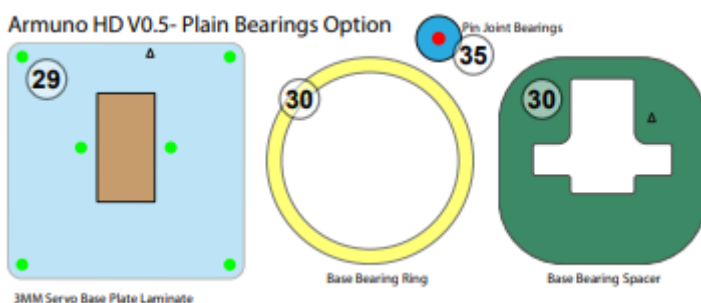 Armuno HD V0.5- Plain Bearings Option
Pin Joint Bearings
35
29
30
30
Base Bearing Ring
Base Bearing Spacer
3MM Servo Base Plate Laminate